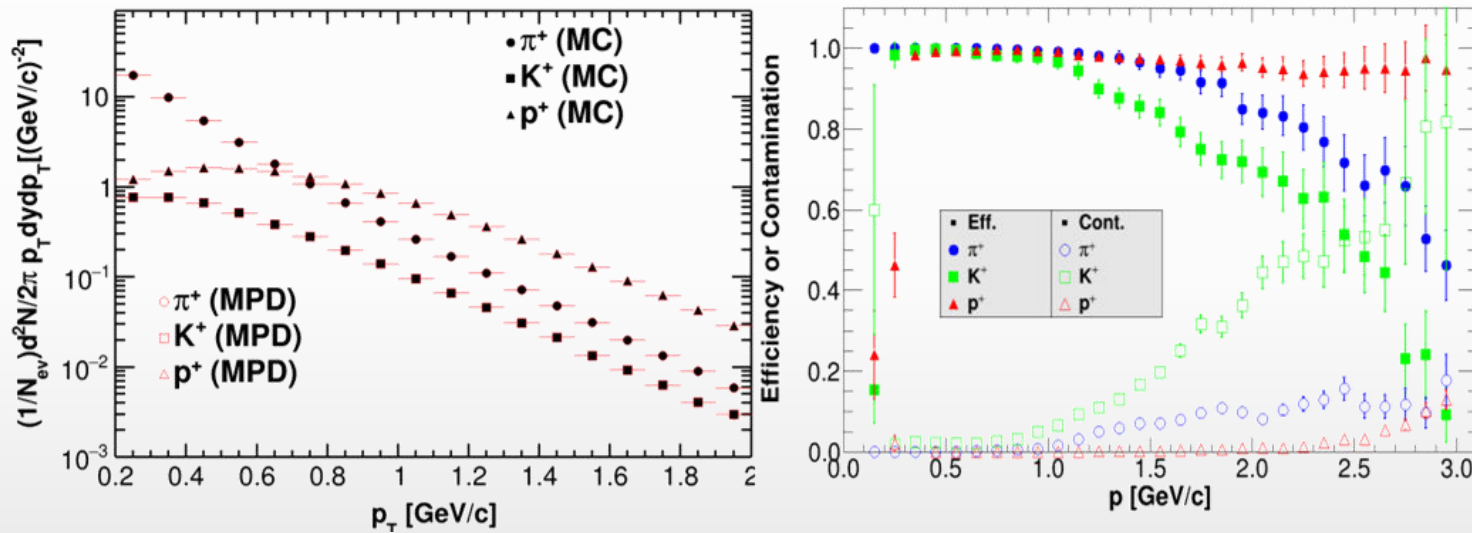 (1/N_ev)d²N/2π p_T dydp_T[(GeV/c)⁻²]
10
1
10⁻¹
10⁻²
10⁻³
π⁺ (MC)
K⁺ (MC)
p⁺ (MC)
π⁺ (MPD)
K⁺ (MPD)
p⁺ (MPD)
0.2 0.4 0.6 0.8 1 1.2 1.4 1.6 1.8 2
p_T [GeV/c]
Efficiency or Contamination
1.0
0.8
0.6
0.4
0.2
0.0
Eff. Cont.
π⁺ π⁺
K⁺ K⁺
p⁺ p⁺
0.0 0.5 1.0 1.5 2.0 2.5 3.0
p [GeV/c]